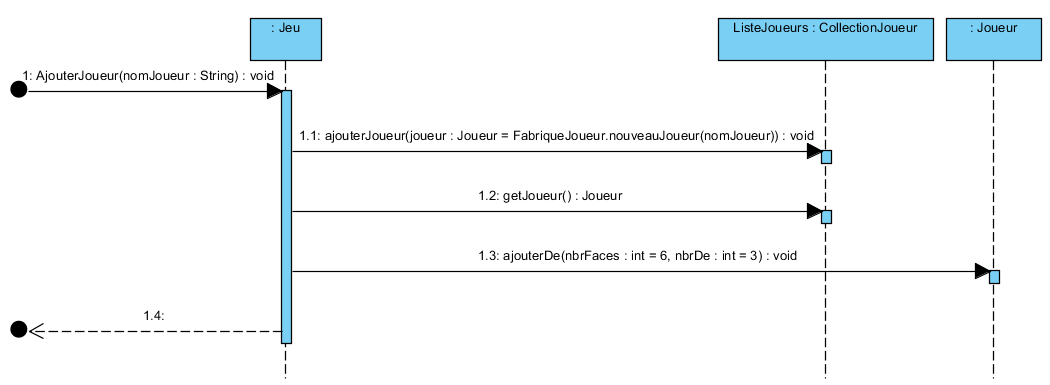 : Jeu
ListeJoueurs : CollectionJoueur
: Joueur
1: AjouterJoueur(nomJoueur : String) : void
1.1: ajouterJoueur(joueur : Joueur = FabriqueJoueur.nouveauJoueur(nomJoueur)) : void
1.2: getJoueur() : Joueur
1.3: ajouterDe(nbrFaces : int = 6, nbrDe : int = 3) : void
1.4: